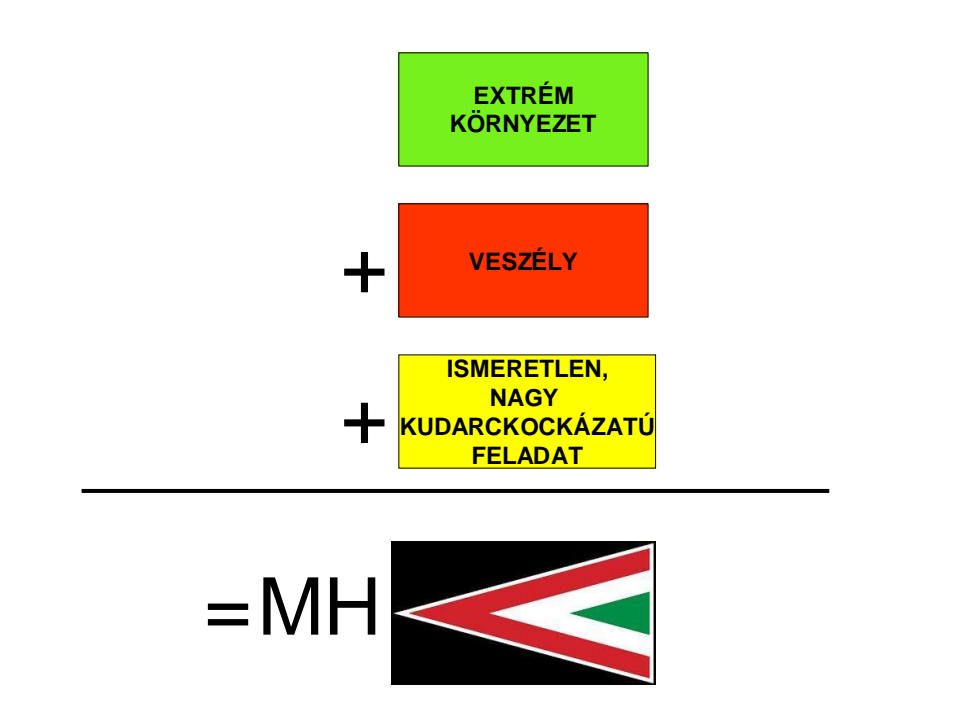 EXTRÉM
KÖRNYEZET
+
VESZÉLY
+
ISMERETLEN,
NAGY
KUDARCKOCKÁZATÚ
FELADAT
=MH